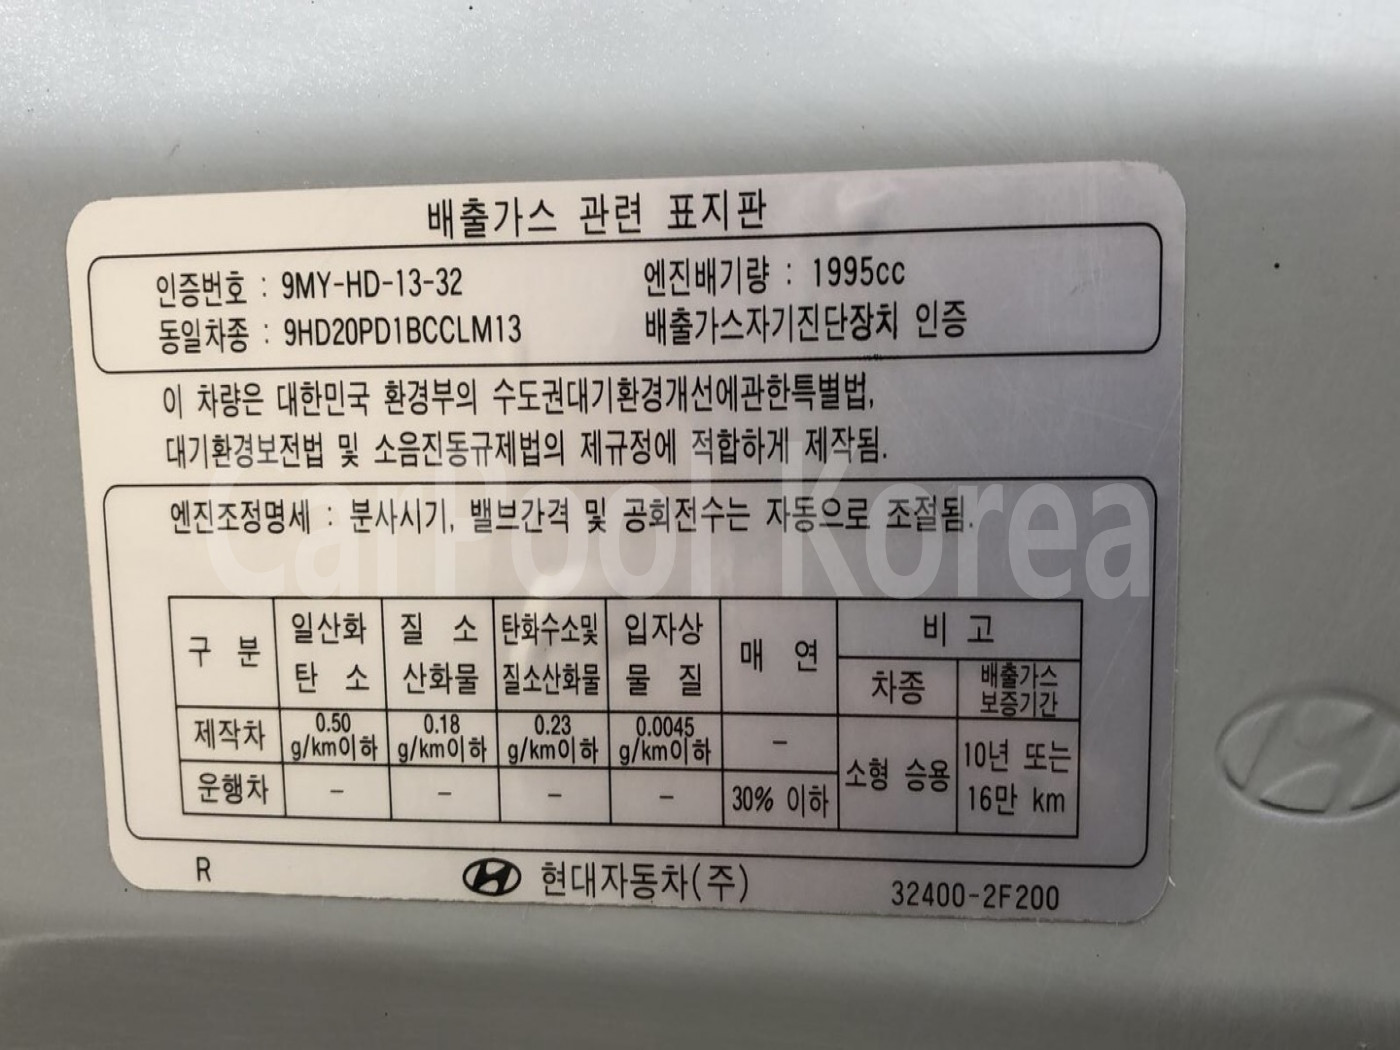 배출가스 관련 표지판
인증번호 : 9MY-HD-13-32 엔진배기량 : 1995cc
동일차종 : 9HD20PD1BCCLM13 배출가스자기진단장치 인증
이 차량은 대한민국 환경부의 수도권대기환경개선에관한특별법,
대기환경보전법 및 소음진동규제법의 제규정에 적합하게 제작됨.
엔진조정명세 : 분사시기, 밸브간격 및 공회전수는 자동으로 조절됨.
구 분 일산화 탄 소 질 소 산화물 탄화수소및 질소산화물 입자상 물 질 매 연 비 고
차종 배출가스 보증기간
제작차 0.50 g/km이하 0.18 g/km이하 0.23 g/km이하 0.0045 g/km이하 - 소형 승용 10년 또는 16만 km
운행차 - - - - 30% 이하
R 현대자동차(주) 32400-2F200
CarPool Korea